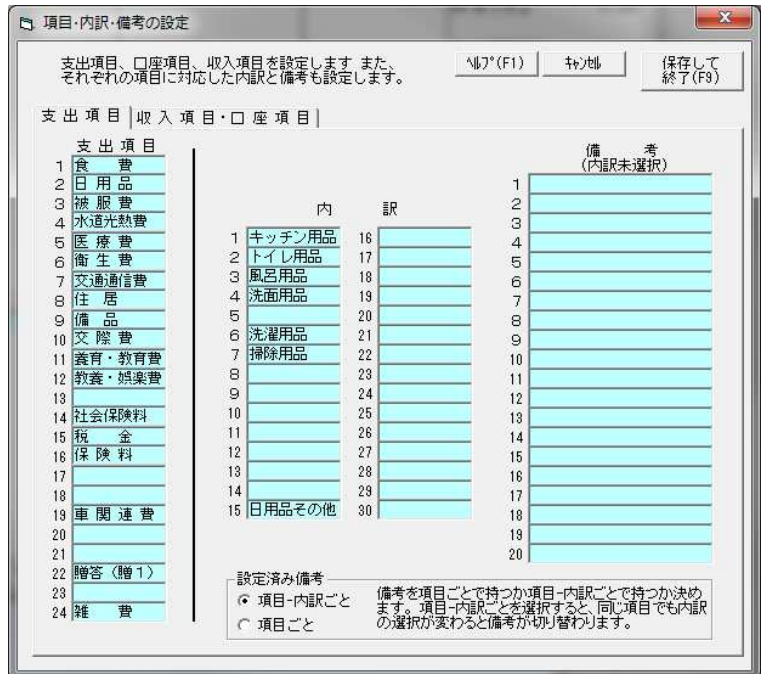 項目・内訳・備考の設定
支出項目、口座項目、収入項目を設定します また、
それぞれの項目に対応した内訳と備考も設定します。
ﾍﾙﾌﾟ(F1)
ｷｬﾝｾﾙ
保存して
終了(F9)
支出項目
収入項目・口座項目
支出項目
1 食 費
2 日用品
3 被服費
4 水道光熱費
5 医療費
6 衛生費
7 交通通信費
8 住 居
9 備 品
10 交際費
11 養育・教育費
12 教養・娯楽費
13
14 社会保険料
15 税 金
16 保険料
17
18
19 車関連費
20
21
22 贈答（贈1）
23
24 雑 費
内 訳
1 キッチン用品
2 トイレ用品
3 風呂用品
4 洗面用品
5
6 洗濯用品
7 掃除用品
8
9
10
11
12
13
14
15 日用品その他
16
17
18
19
20
21
22
23
24
25
26
27
28
29
30
備 考
(内訳未選択)
1
2
3
4
5
6
7
8
9
10
11
12
13
14
15
16
17
18
19
20
設定済み備考
項目-内訳ごと
項目ごと
備考を項目ごとで持つか項目-内訳ごとで持つか決め
ます。項目-内訳ごとを選択すると、同じ項目でも内訳
の選択が変わると備考が切り替わります。